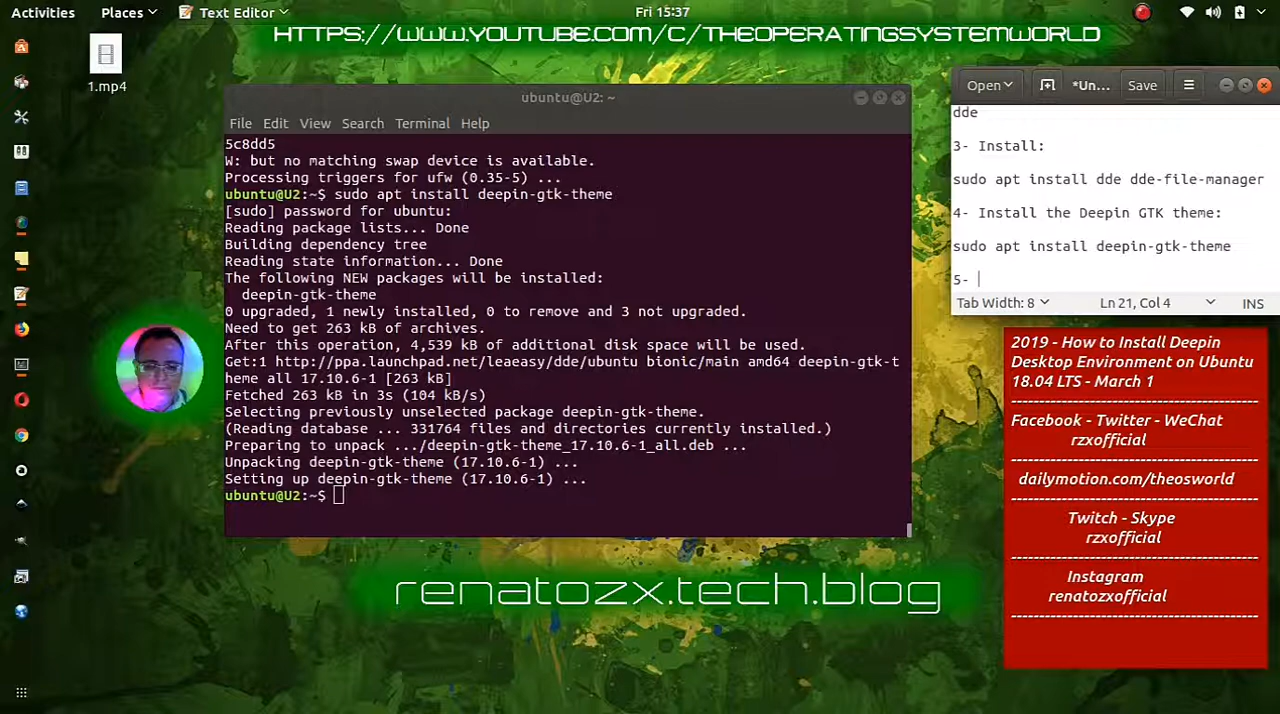 Activities
Places
Text Editor
Fri 15:37
HTTPS://WWW.YOUTUBE.COM/C/THEOPERATINGSYSTEMWORLD
1.mp4
ubuntu@U2: ~
File Edit View Search Terminal Help
5c8dd5
W: but no matching swap device is available.
Processing triggers for ufw (0.35-5) ...
ubuntu@U2:~$ sudo apt install deepin-gtk-theme
[sudo] password for ubuntu:
Reading package lists... Done
Building dependency tree
Reading state information... Done
The following NEW packages will be installed:
deepin-gtk-theme
0 upgraded, 1 newly installed, 0 to remove and 3 not upgraded.
Need to get 263 kB of archives.
After this operation, 4,539 kB of additional disk space will be used.
Get:1 http://ppa.launchpad.net/leaeasy/dde/ubuntu bionic/main amd64 deepin-gtk-t
heme all 17.10.6-1 [263 kB]
Fetched 263 kB in 3s (104 kB/s)
Selecting previously unselected package deepin-gtk-theme.
(Reading database ... 331764 files and directories currently installed.)
Preparing to unpack .../deepin-gtk-theme_17.10.6-1_all.deb ...
Unpacking deepin-gtk-theme (17.10.6-1) ...
Setting up deepin-gtk-theme (17.10.6-1) ...
ubuntu@U2:~$
Open
*Un...
Save
dde
3- Install:
sudo apt install dde dde-file-manager
4- Install the Deepin GTK theme:
sudo apt install deepin-gtk-theme
5-
Tab Width: 8
Ln 21, Col 4
INS
2019 - How to Install Deepin
Desktop Environment on Ubuntu
18.04 LTS - March 1
--------------------------------------------------
Facebook - Twitter - WeChat
rzxofficial
--------------------------------------------------
dailymotion.com/theosworld
--------------------------------------------------
Twitch - Skype
rzxofficial
--------------------------------------------------
Instagram
renatozxofficial
--------------------------------------------------
renatozx.tech.blog